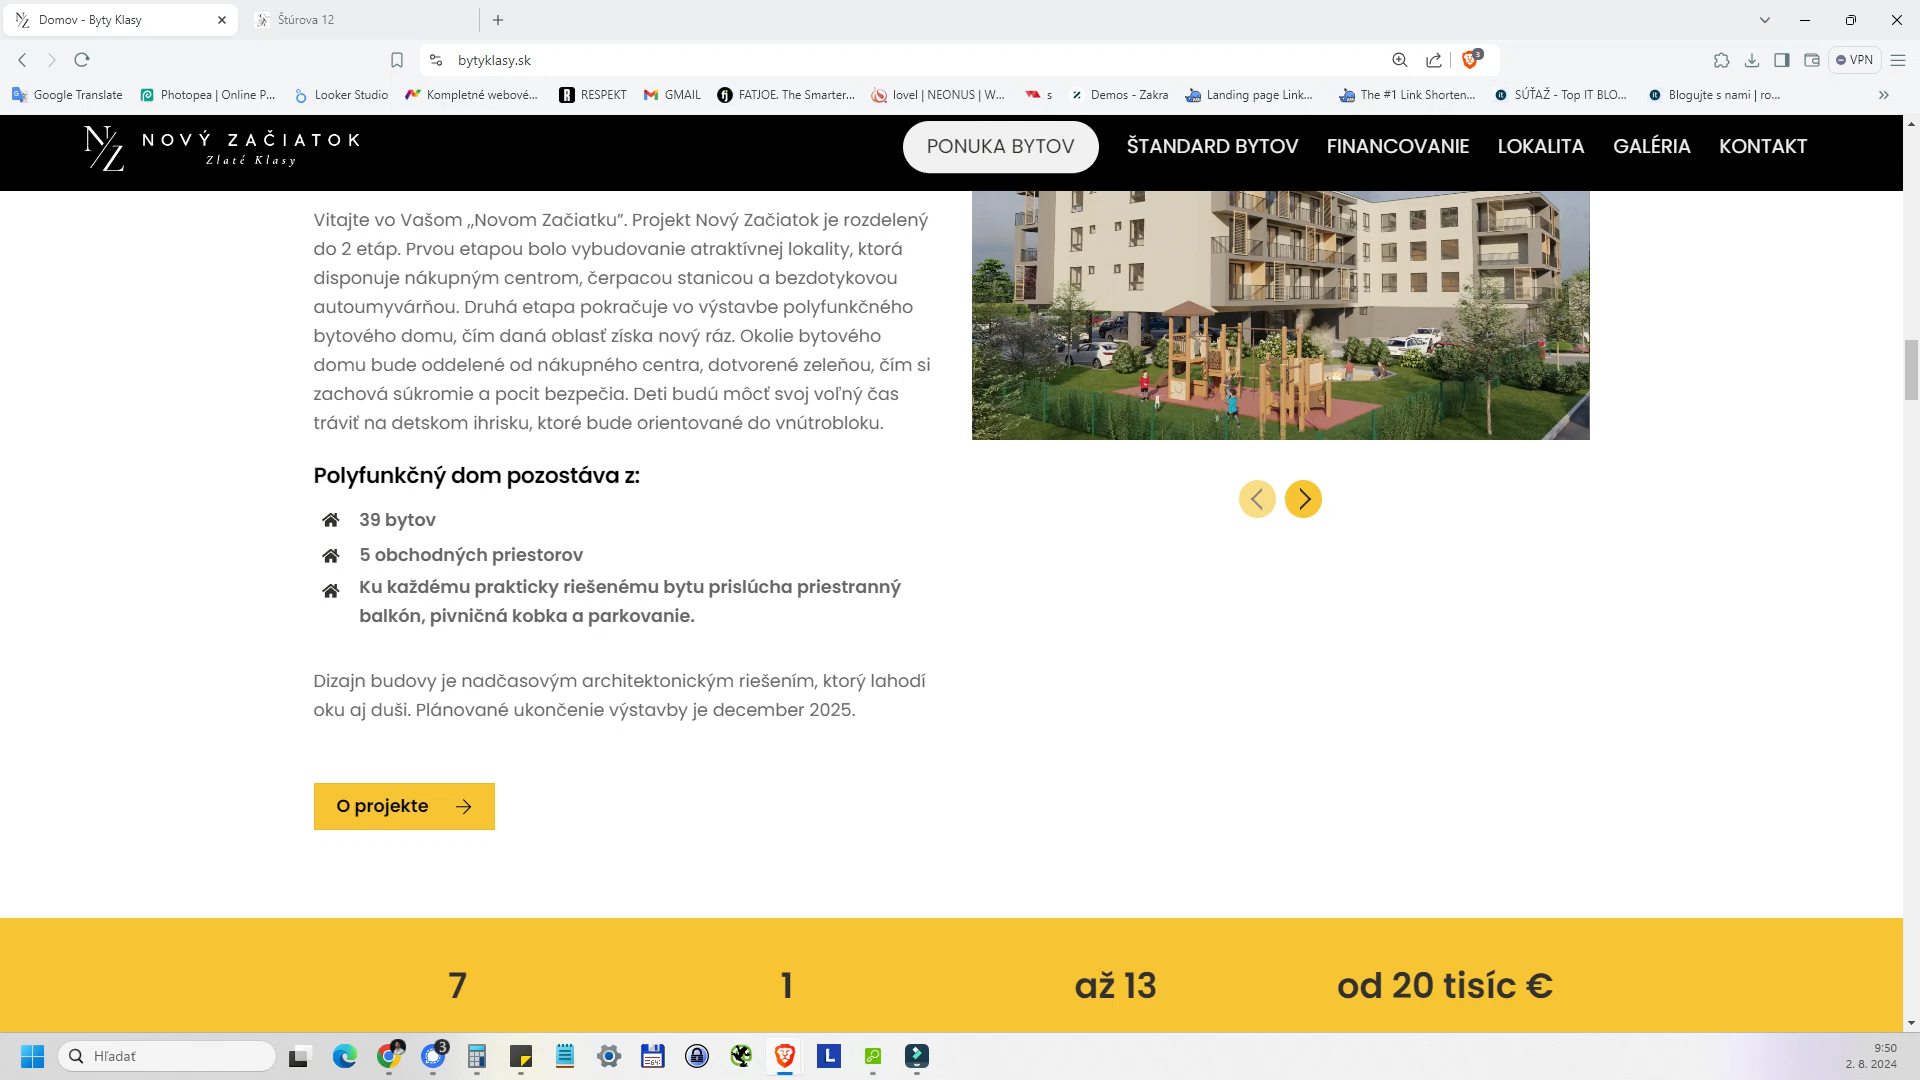 Domov - Byty Klasy
Štúrova 12
bytyklasy.sk
3
VPN
Google Translate
Photopea | Online P...
Looker Studio
Kompletné webové...
RESPEKT
GMAIL
FATJOE. The Smarter...
lovel | NEONUS | W...
s
Demos - Zakra
Landing page Link...
The #1 Link Shorten...
SÚŤAŽ - Top IT BLO...
Blogujte s nami | ro...
NOVÝ ZAČIATOK
Zlaté Klasy
PONUKA BYTOV
ŠTANDARD BYTOV
FINANCOVANIE
LOKALITA
GALÉRIA
KONTAKT
Vitajte vo Vašom „Novom Začiatku”. Projekt Nový Začiatok je rozdelený
do 2 etáp. Prvou etapou bolo vybudovanie atraktívnej lokality, ktorá
disponuje nákupným centrom, čerpacou stanicou a bezdotykovou
autoumyvárňou. Druhá etapa pokračuje vo výstavbe polyfunkčného
bytového domu, čím daná oblasť získa nový ráz. Okolie bytového
domu bude oddelené od nákupného centra, dotvorené zeleňou, čím si
zachová súkromie a pocit bezpečia. Deti budú môcť svoj voľný čas
tráviť na detskom ihrisku, ktoré bude orientované do vnútrobloku.
Polyfunkčný dom pozostáva z:
39 bytov
5 obchodných priestorov
Ku každému prakticky riešenému bytu prislúcha priestranný
balkón, pivničná kobka a parkovanie.
Dizajn budovy je nadčasovým architektonickým riešením, ktorý lahodí
oku aj duši. Plánované ukončenie výstavby je december 2025.
O projekte
7
1
až 13
od 20 tisíc €
Hľadať
3
L
9:50
2. 8. 2024